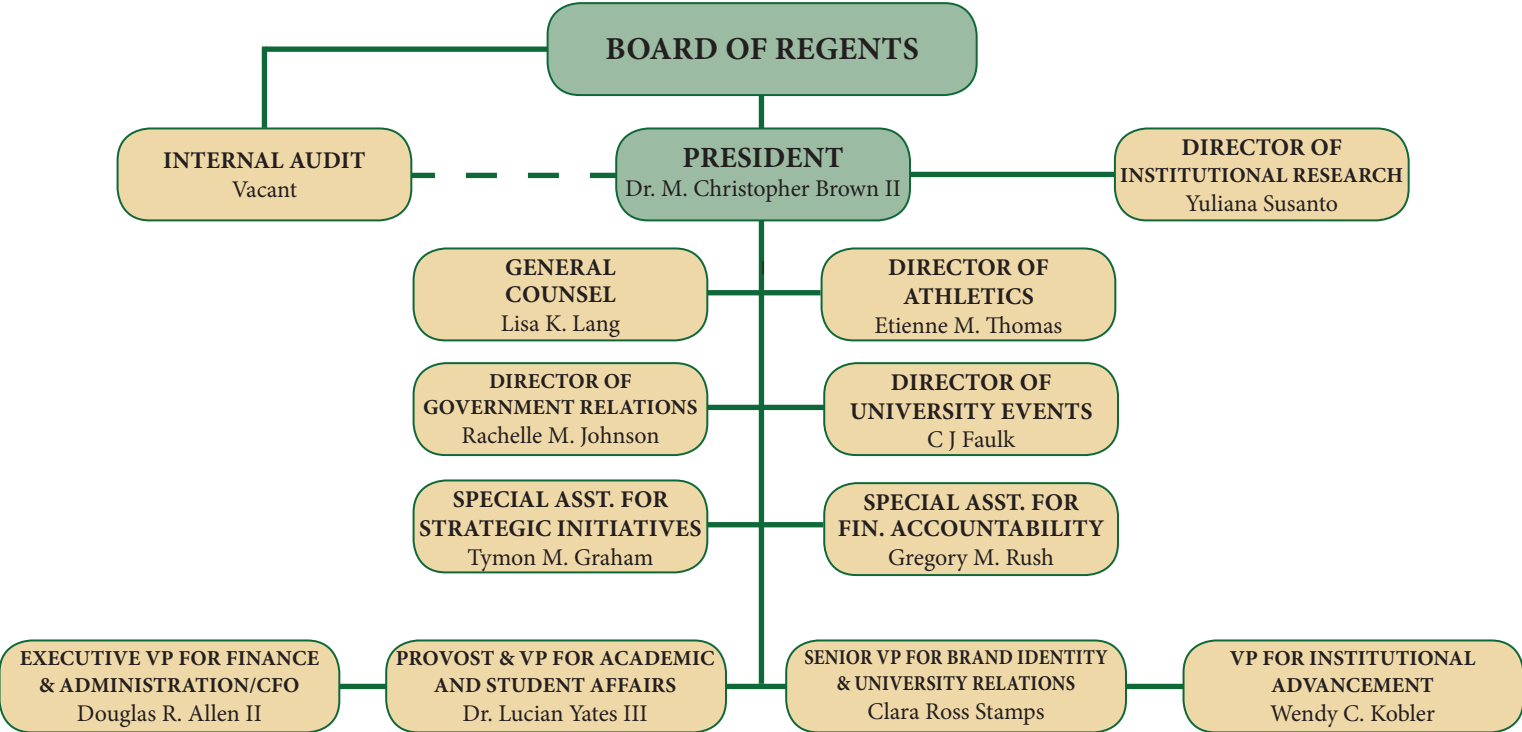 BOARD OF REGENTS
INTERNAL AUDIT
Vacant
PRESIDENT
Dr. M. Christopher Brown II
DIRECTOR OF
INSTITUTIONAL RESEARCH
Yuliana Susanto
GENERAL
COUNSEL
Lisa K. Lang
DIRECTOR OF
ATHLETICS
Etienne M. Thomas
DIRECTOR OF
GOVERNMENT RELATIONS
Rachelle M. Johnson
DIRECTOR OF
UNIVERSITY EVENTS
C J Faulk
SPECIAL ASST. FOR
STRATEGIC INITIATIVES
Tymon M. Graham
SPECIAL ASST. FOR
FIN. ACCOUNTABILITY
Gregory M. Rush
EXECUTIVE VP FOR FINANCE
& ADMINISTRATION/CFO
Douglas R. Allen II
PROVOST & VP FOR ACADEMIC
AND STUDENT AFFAIRS
Dr. Lucian Yates III
SENIOR VP FOR BRAND IDENTITY
& UNIVERSITY RELATIONS
Clara Ross Stamps
VP FOR INSTITUTIONAL
ADVANCEMENT
Wendy C. Kobler